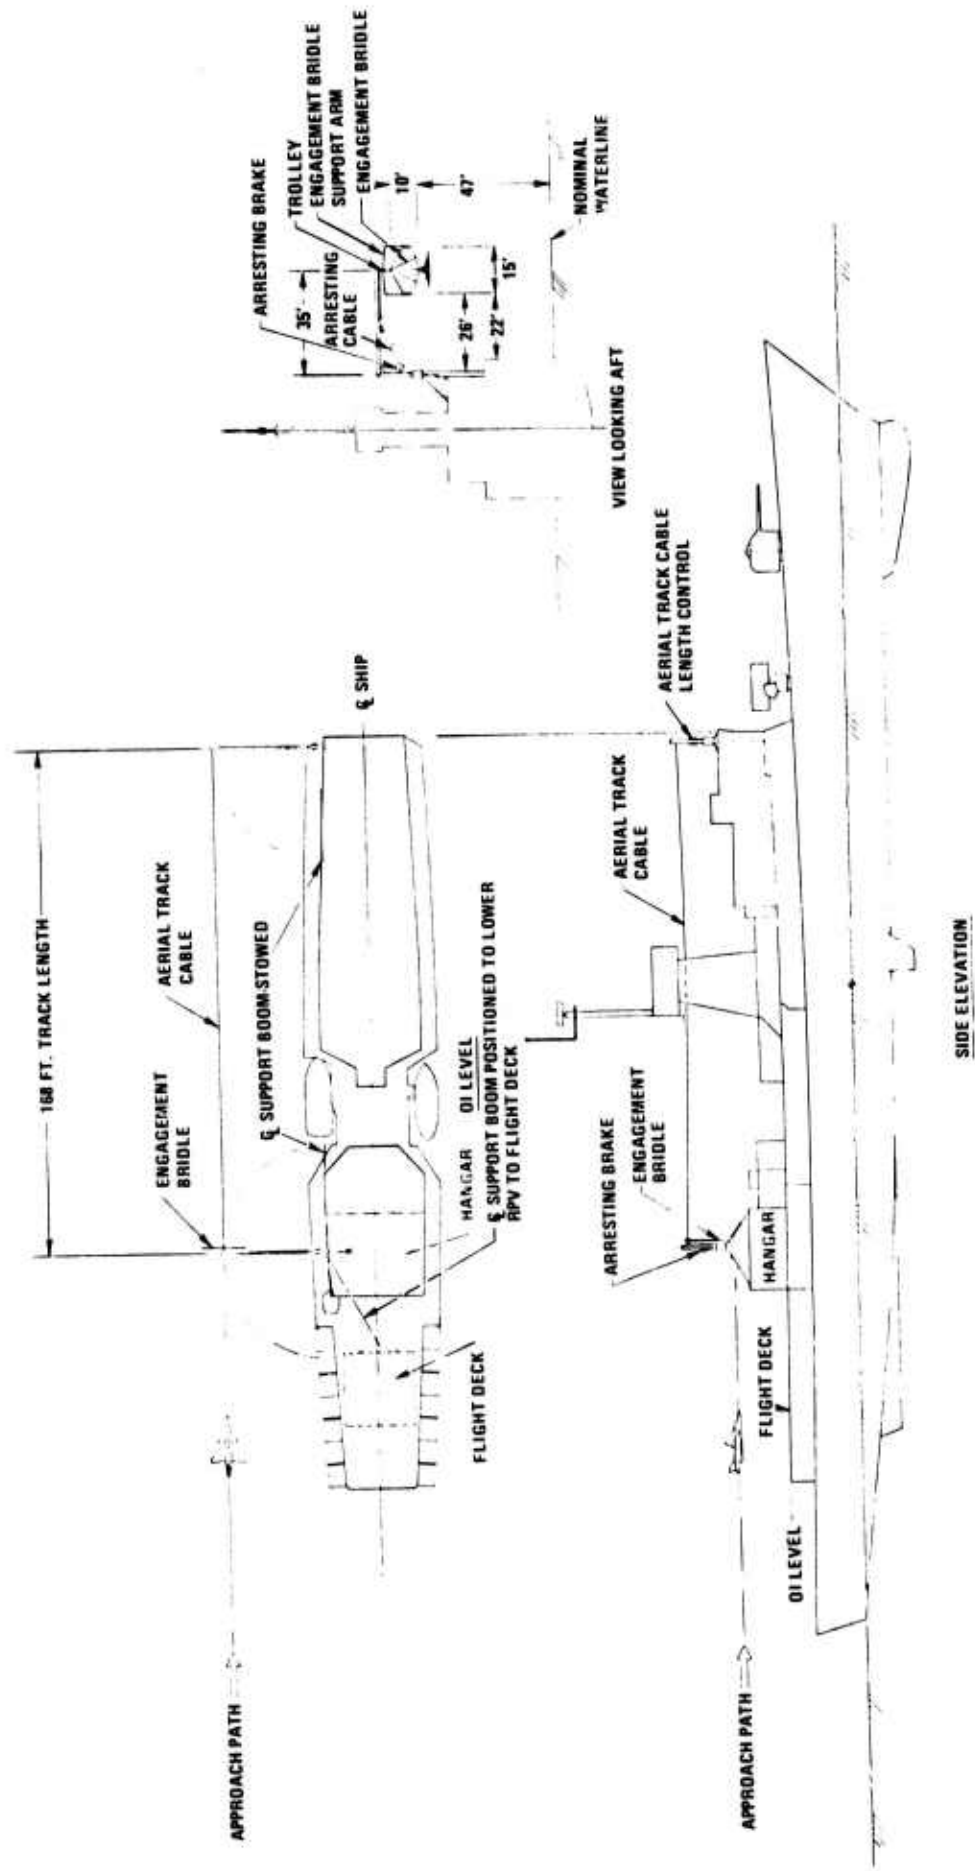 168 FT. TRACK LENGTH
ENGAGEMENT
BRIDLE
AERIAL TRACK
CABLE
℄ SUPPORT BOOM-STOWED
℄ SHIP
APPROACH PATH
HANGAR
OI LEVEL
℄ SUPPORT BOOM POSITIONED TO LOWER
RPV TO FLIGHT DECK
FLIGHT DECK
ARRESTING BRAKE
TROLLEY
ENGAGEMENT BRIDLE
SUPPORT ARM
ENGAGEMENT BRIDLE
35'
ARRESTING
CABLE
10'
47'
26'
22'
15'
NOMINAL
WATERLINE
VIEW LOOKING AFT
AERIAL TRACK CABLE
LENGTH CONTROL
AERIAL TRACK
CABLE
ARRESTING BRAKE
ENGAGEMENT
BRIDLE
HANGAR
FLIGHT DECK
OI LEVEL
APPROACH PATH
SIDE ELEVATION